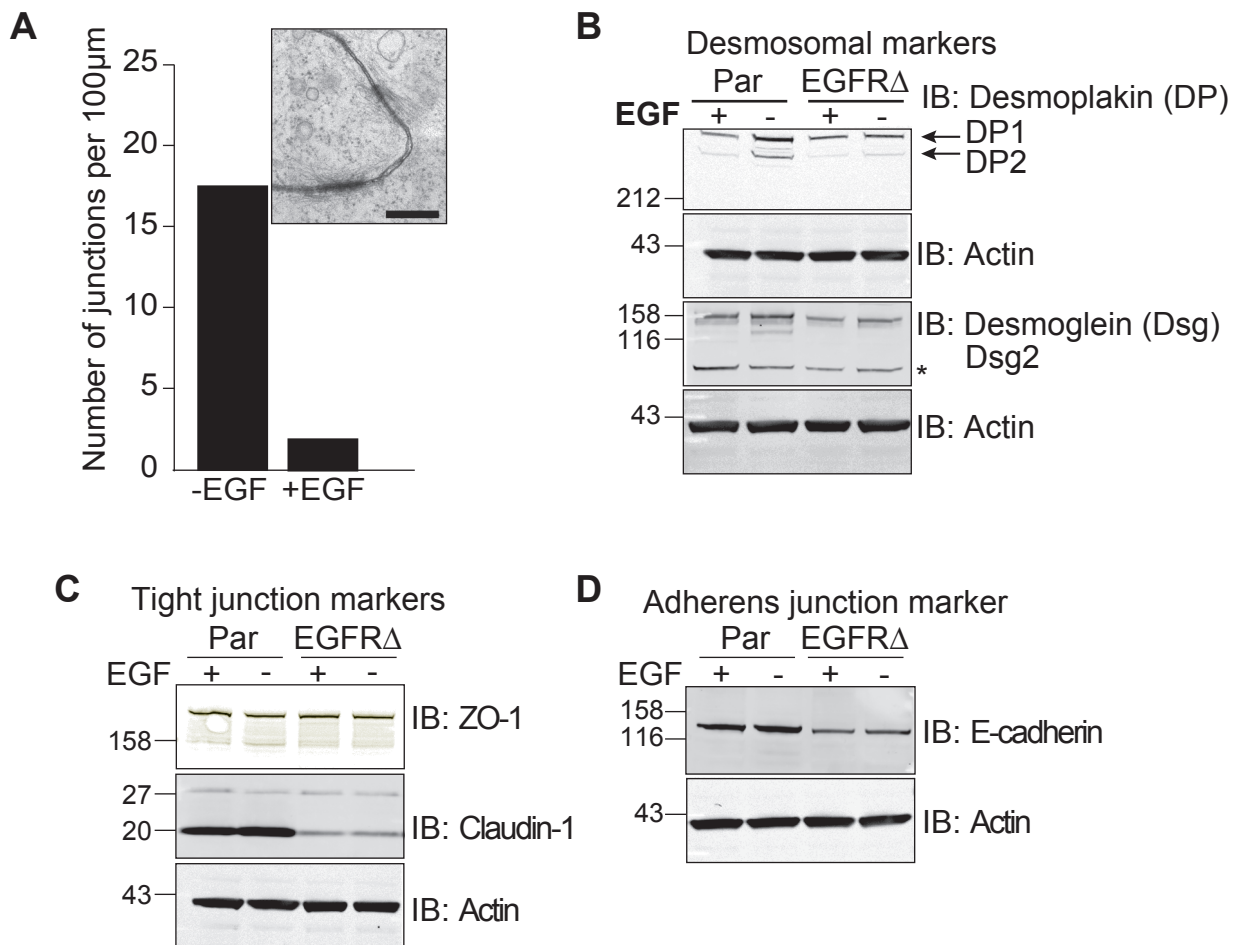 A
Number of junctions per 100µm
25
20
15
10
5
0
-EGF +EGF
B
Desmosomal markers
Par EGFRΔ
EGF + - + -
IB: Desmoplakin (DP)
DP1
DP2
212
43
IB: Actin
158
116
IB: Desmoglein (Dsg)
Dsg2
*
43
IB: Actin
C
Tight junction markers
Par EGFRΔ
EGF + - + -
IB: ZO-1
158
27
20
IB: Claudin-1
43
IB: Actin
D
Adherens junction marker
Par EGFRΔ
EGF + - + -
158
116
IB: E-cadherin
43
IB: Actin